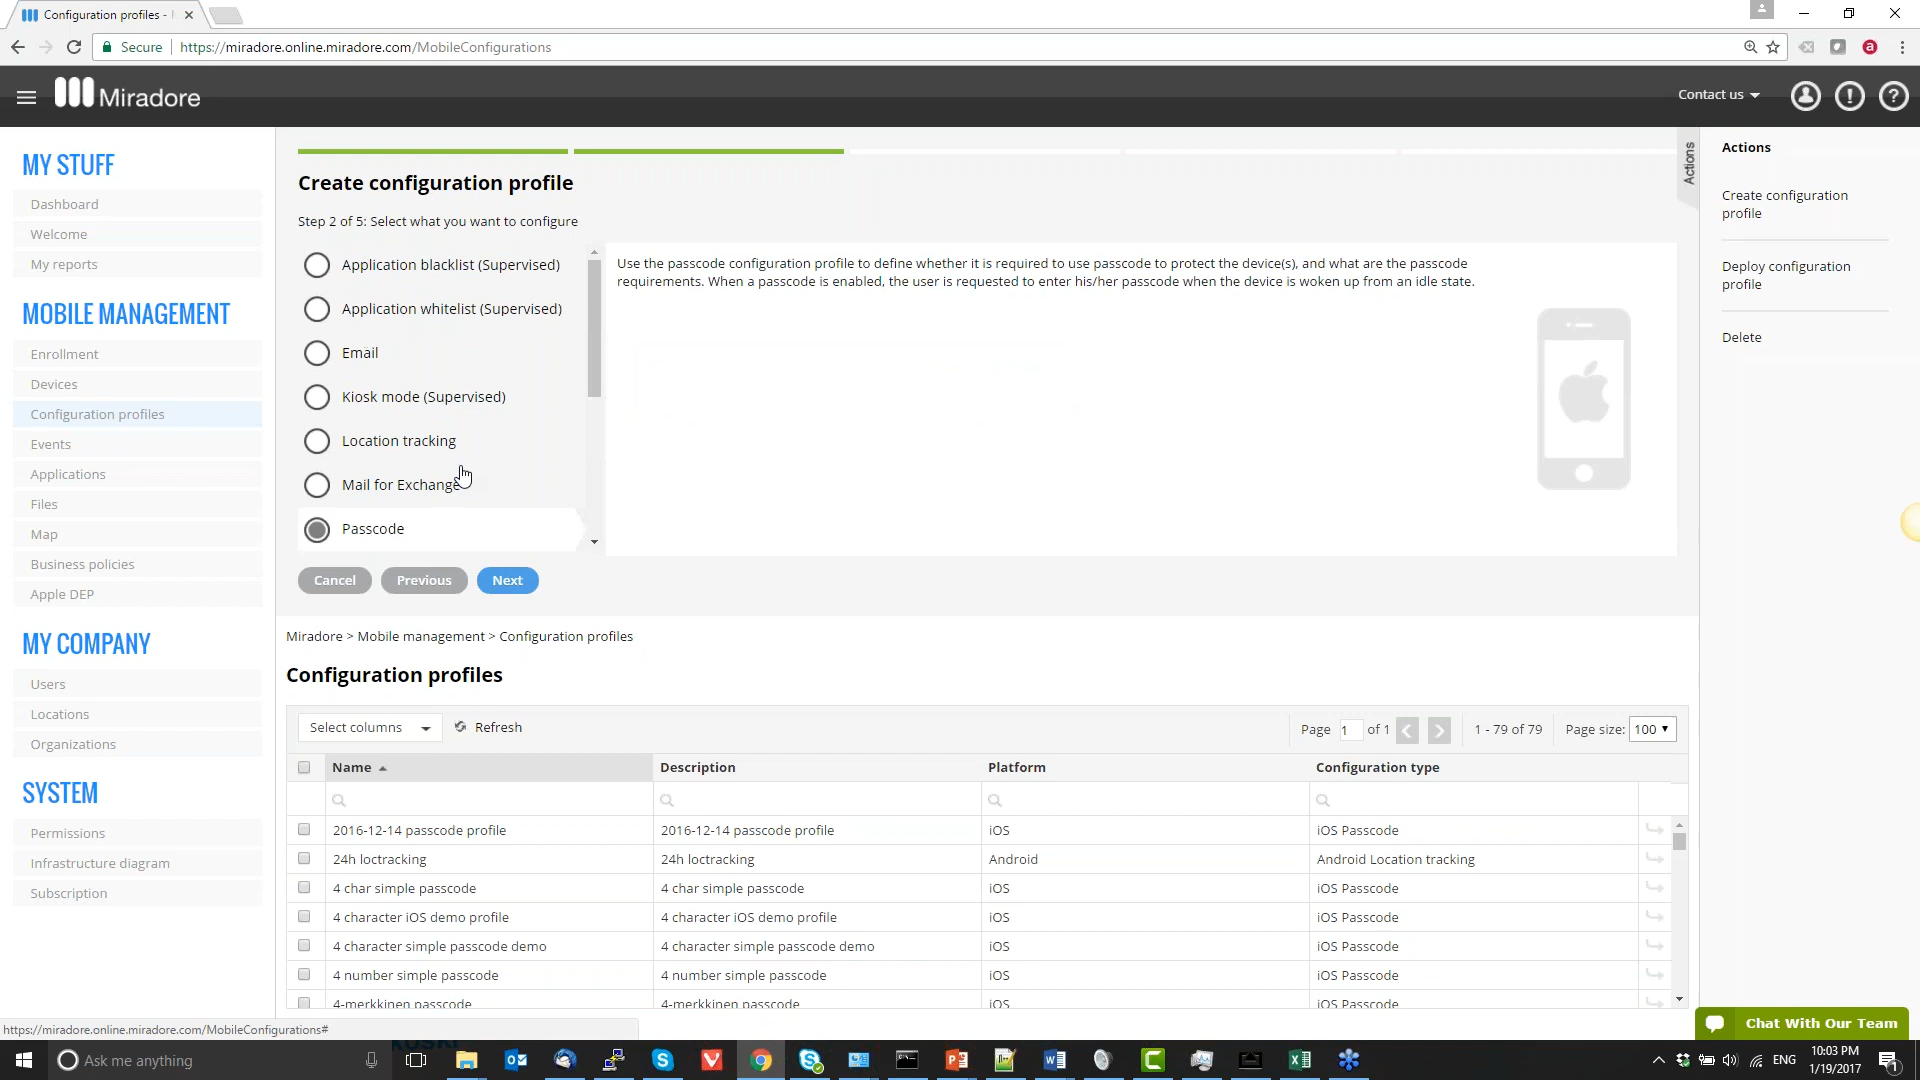 Configuration profiles -
Secure
https://miradore.online.miradore.com/MobileConfigurations
Miradore
Contact us
MY STUFF
Dashboard
Welcome
My reports
MOBILE MANAGEMENT
Enrollment
Devices
Configuration profiles
Events
Applications
Files
Map
Business policies
Apple DEP
MY COMPANY
Users
Locations
Organizations
SYSTEM
Permissions
Infrastructure diagram
Subscription
Create configuration profile
Step 2 of 5: Select what you want to configure
Application blacklist (Supervised)
Application whitelist (Supervised)
Email
Kiosk mode (Supervised)
Location tracking
Mail for Exchange
Passcode
Use the passcode configuration profile to define whether it is required to use passcode to protect the device(s), and what are the passcode
requirements. When a passcode is enabled, the user is requested to enter his/her passcode when the device is woken up from an idle state.
Cancel Previous Next
Actions
Actions
Create configuration
profile
Deploy configuration
profile
Delete
Miradore > Mobile management > Configuration profiles
Configuration profiles
Select columns Refresh Page 1 of 1 1 - 79 of 79 Page size: 100
Name Description Platform Configuration type
2016-12-14 passcode profile 2016-12-14 passcode profile iOS iOS Passcode
24h loctracking 24h loctracking Android Android Location tracking
4 char simple passcode 4 char simple passcode iOS iOS Passcode
4 character iOS demo profile 4 character iOS demo profile iOS iOS Passcode
4 character simple passcode demo 4 character simple passcode demo iOS iOS Passcode
4 number simple passcode 4 number simple passcode iOS iOS Passcode
4-merkkinen passcode 4-merkkinen passcode iOS iOS Passcode
https://miradore.online.miradore.com/MobileConfigurations#
Chat With Our Team
Ask me anything
ENG
10:03 PM
1/19/2017
1